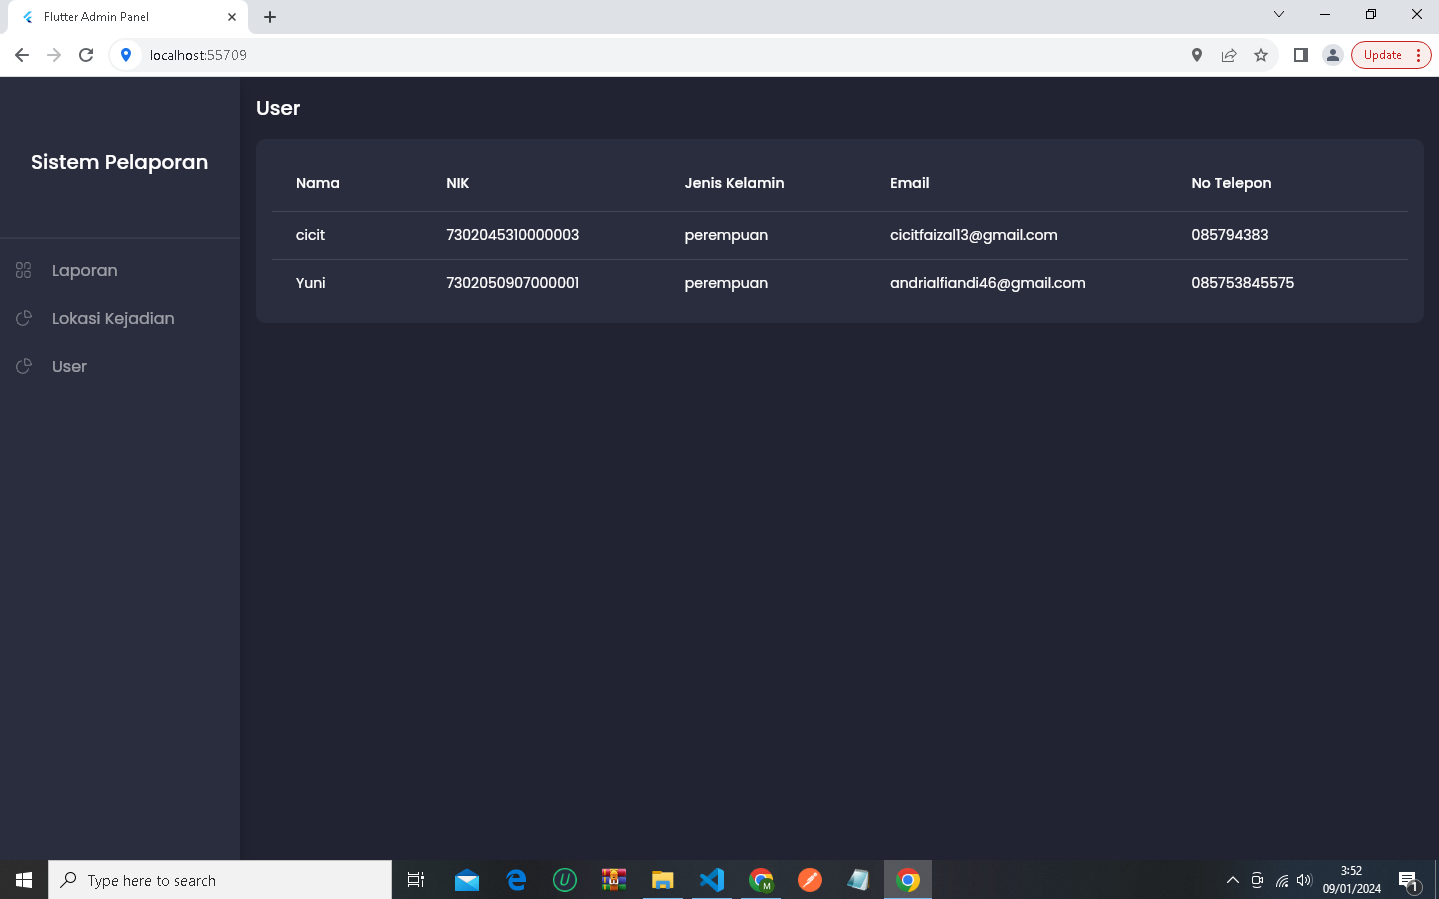 Flutter Admin Panel
localhost:55709
Update
Sistem Pelaporan
Laporan
Lokasi Kejadian
User
User
Nama NIK Jenis Kelamin Email No Telepon
cicit 7302045310000003 perempuan cicitfaizal13@gmail.com 085794383
Yuni 7302050907000001 perempuan andrialfiandi46@gmail.com 085753845575
Type here to search
U
M
3:52
09/01/2024
1